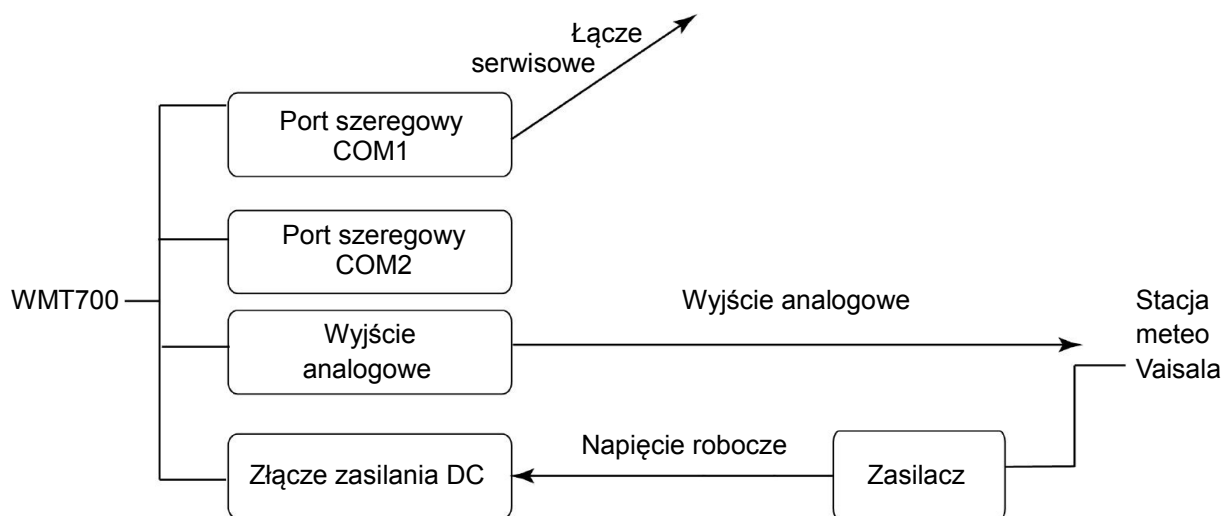 Łącze
serwisowe
Port szeregowy
COM1
Port szeregowy
COM2
WMT700
Wyjście
analogowe
Wyjście analogowe
Stacja
meteo
Vaisala
Złącze zasilania DC
Napięcie robocze
Zasilacz